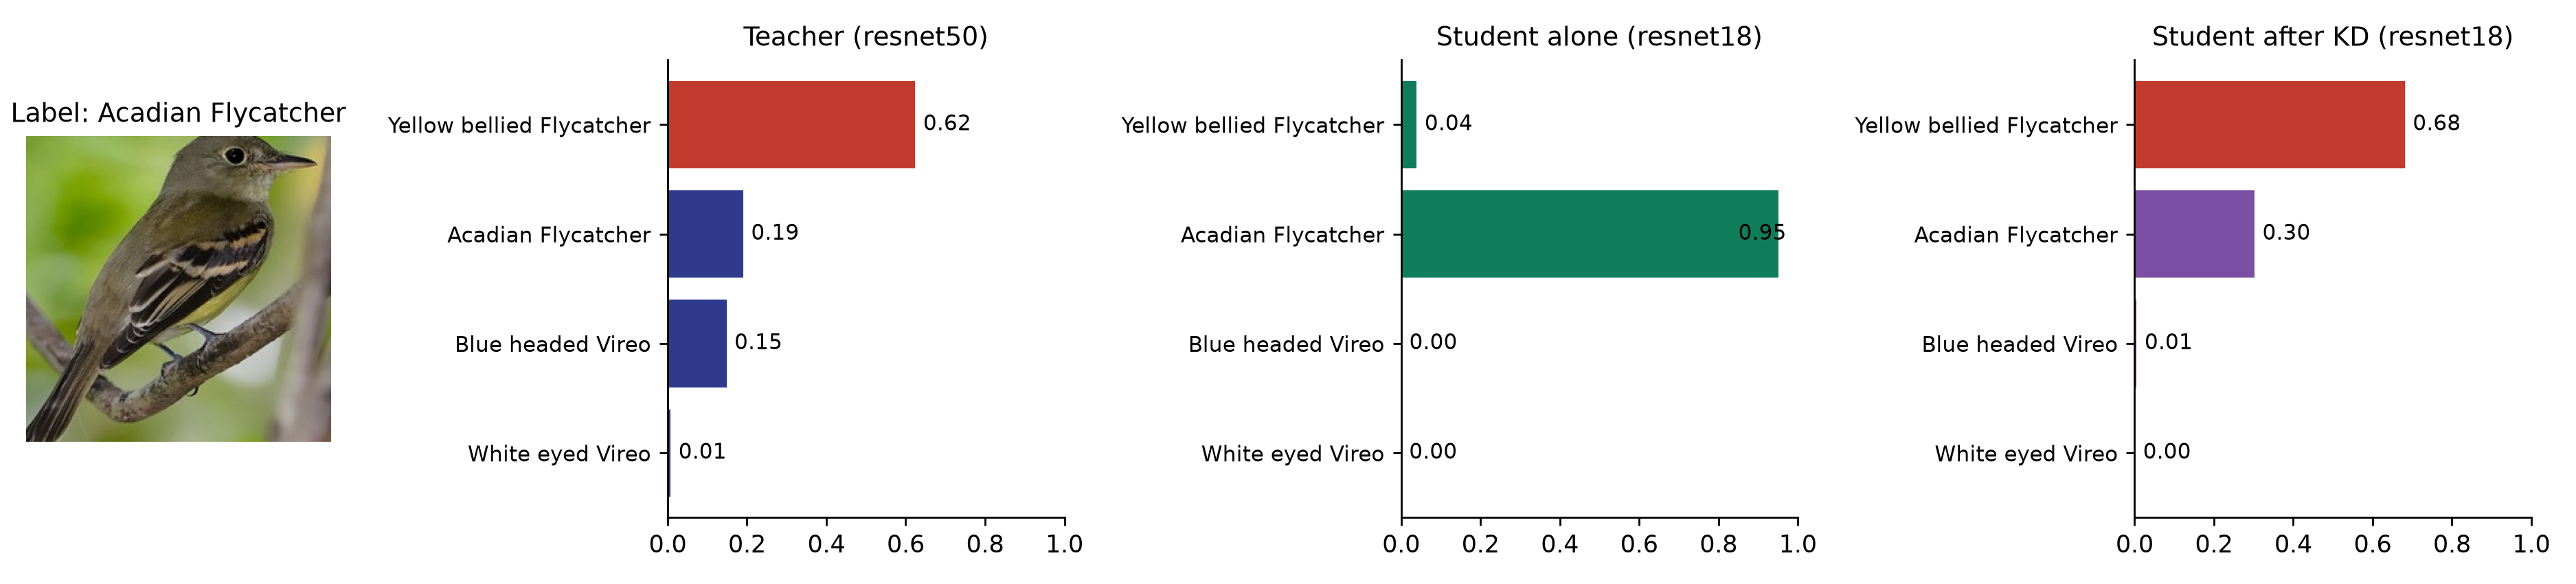 Label: Acadian Flycatcher
Teacher (resnet50)
Yellow bellied Flycatcher
0.62
Acadian Flycatcher
0.19
Blue headed Vireo
0.15
White eyed Vireo
0.01
0.0 0.2 0.4 0.6 0.8 1.0
Student alone (resnet18)
Yellow bellied Flycatcher
0.04
Acadian Flycatcher
0.95
Blue headed Vireo
0.00
White eyed Vireo
0.00
0.0 0.2 0.4 0.6 0.8 1.0
Student after KD (resnet18)
Yellow bellied Flycatcher
0.68
Acadian Flycatcher
0.30
Blue headed Vireo
0.01
White eyed Vireo
0.00
0.0 0.2 0.4 0.6 0.8 1.0